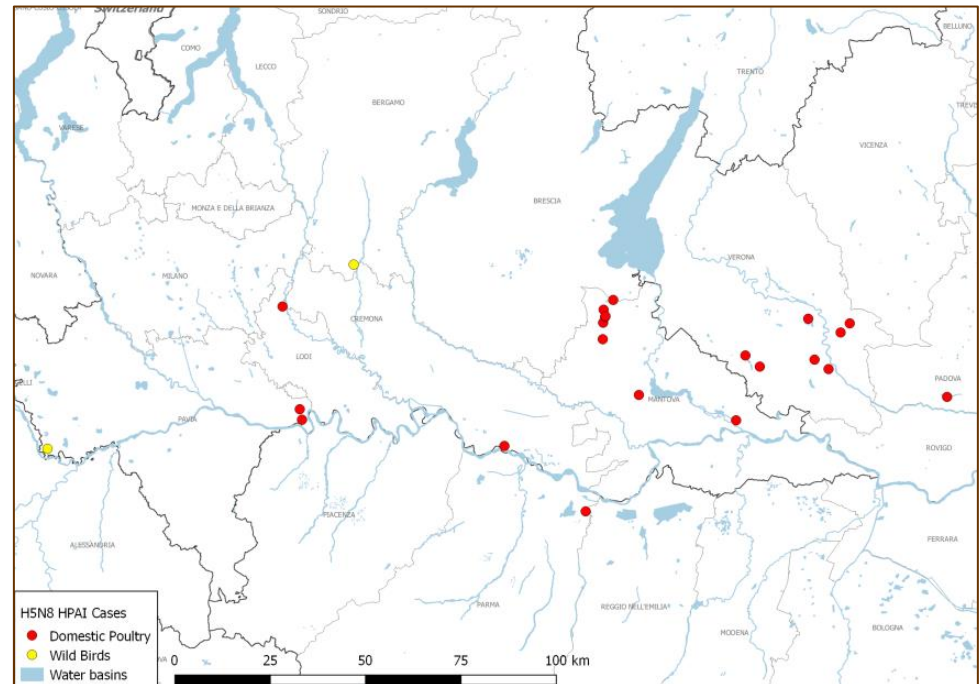 Switzerland
SONDRIO
COMO
LECCO
BERGAMO
TRENTO
BELLUNO
TREVIS
VARESE
VICENZA
MONZA E DELLA BRIANZA
BRESCIA
NOVARA
MILANO
VERONA
CREMONA
LODI
PADOVA
MANTOVA
PAVIA
ROVIGO
PIACENZA
ALESSANDRIA
FERRARA
PARMA
REGGIO NELL'EMILIA
BOLOGNA
MODENA
H5N8 HPAI Cases
Domestic Poultry
Wild Birds
Water basins
0 25 50 75 100 km